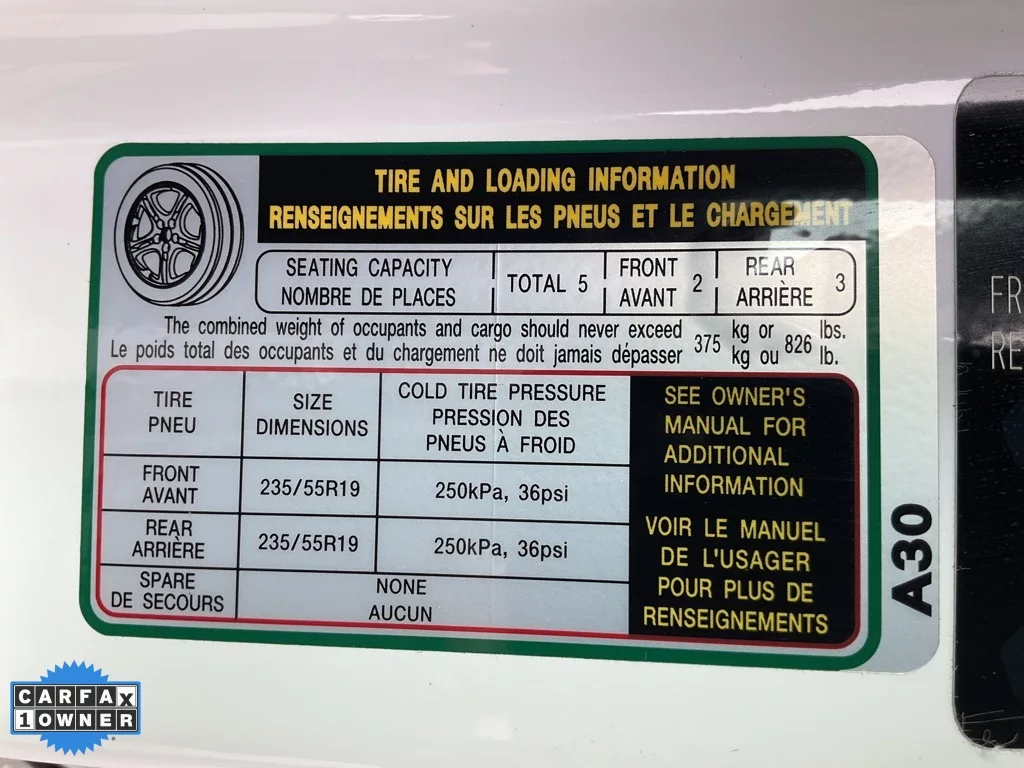 TIRE AND LOADING INFORMATION
RENSEIGNEMENTS SUR LES PNEUS ET LE CHARGEMENT
SEATING CAPACITY
NOMBRE DE PLACES
TOTAL 5
FRONT
AVANT
2
REAR
ARRIÈRE
3
The combined weight of occupants and cargo should never exceed 375 kg or 826 lbs.
Le poids total des occupants et du chargement ne doit jamais dépasser kg ou lb.
TIRE
PNEU
SIZE
DIMENSIONS
COLD TIRE PRESSURE
PRESSION DES
PNEUS À FROID
FRONT
AVANT
235/55R19
250kPa, 36psi
REAR
ARRIÈRE
235/55R19
250kPa, 36psi
SPARE
DE SECOURS
NONE
AUCUN
SEE OWNER'S
MANUAL FOR
ADDITIONAL
INFORMATION
VOIR LE MANUEL
DE L'USAGER
POUR PLUS DE
RENSEIGNEMENTS
A30
FR
RE
CARFAX
1 OWNER